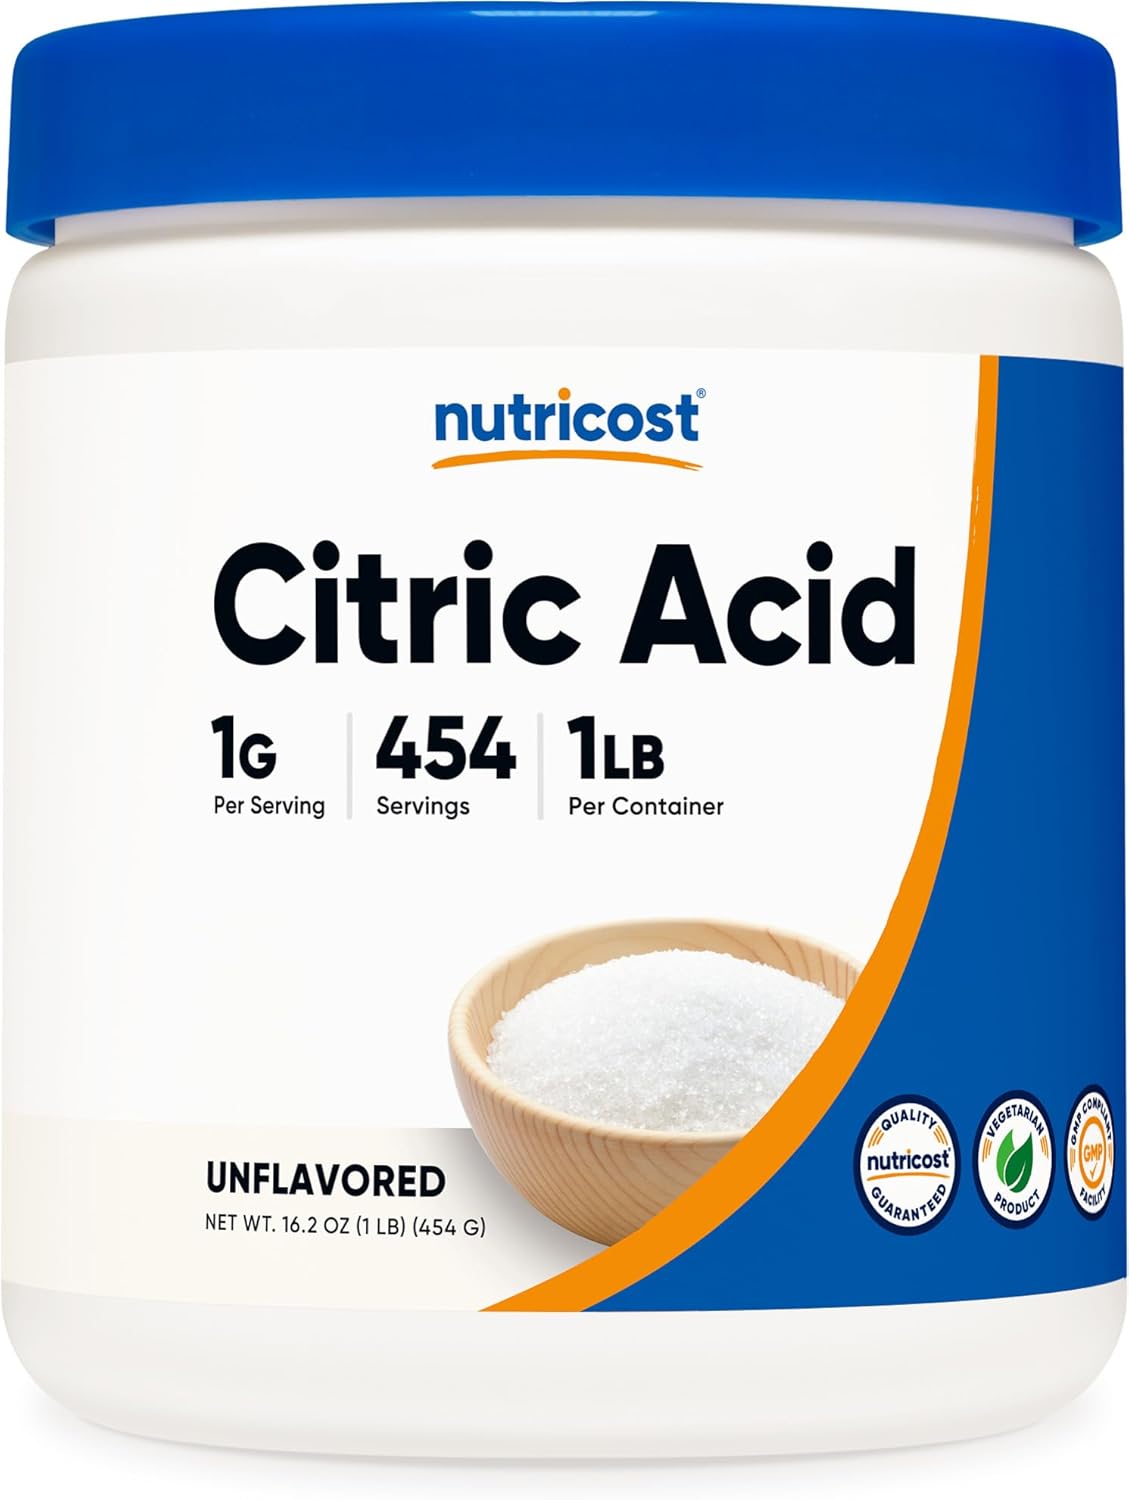 nutricost®
Citric Acid
1G
Per Serving
454
Servings
1LB
Per Container
UNFLAVORED
NET WT. 16.2 OZ (1 LB) (454 G)
QUALITY
nutricost®
GUARANTEED
VEGETARIAN
PRODUCT
GMP COMPLIANT
GMP
FACILITY